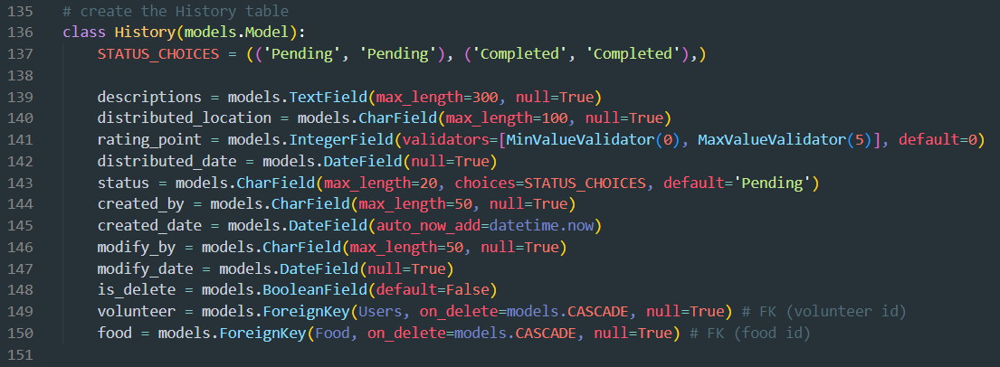 135 # create the History table
136 class History(models.Model):
137     STATUS_CHOICES = (('Pending', 'Pending'), ('Completed', 'Completed'),)
138
139     descriptions = models.TextField(max_length=300, null=True)
140     distributed_location = models.CharField(max_length=100, null=True)
141     rating_point = models.IntegerField(validators=[MinValueValidator(0), MaxValueValidator(5)], default=0)
142     distributed_date = models.DateField(null=True)
143     status = models.CharField(max_length=20, choices=STATUS_CHOICES, default='Pending')
144     created_by = models.CharField(max_length=50, null=True)
145     created_date = models.DateField(auto_now_add=datetime.now)
146     modify_by = models.CharField(max_length=50, null=True)
147     modify_date = models.DateField(null=True)
148     is_delete = models.BooleanField(default=False)
149     volunteer = models.ForeignKey(Users, on_delete=models.CASCADE, null=True) # FK (volunteer id)
150     food = models.ForeignKey(Food, on_delete=models.CASCADE, null=True) # FK (food id)
151